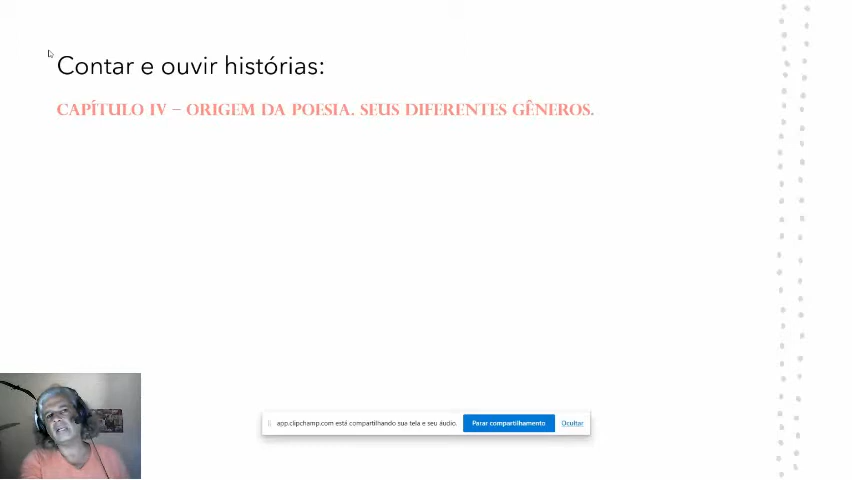 Contar e ouvir histórias:
CAPÍTULO IV – ORIGEM DA POESIA. SEUS DIFERENTES GÊNEROS.
app.clipchamp.com está compartilhando sua tela e seu áudio. Parar compartilhamento Ocultar